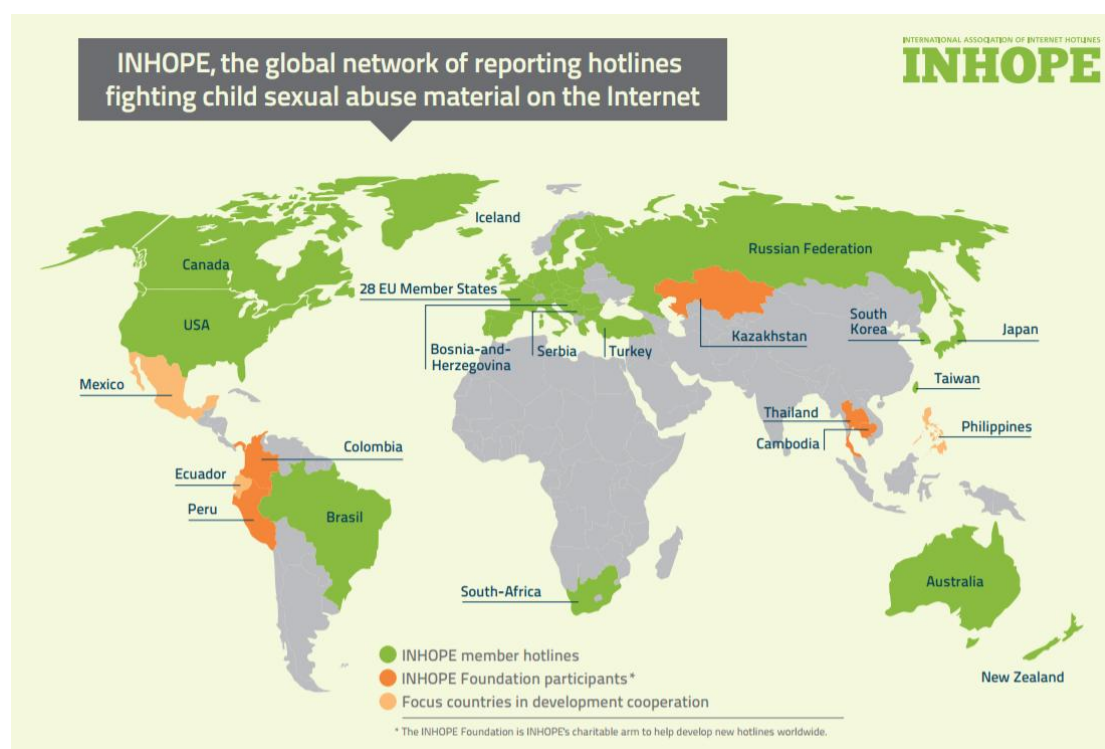 INHOPE, the global network of reporting hotlines
fighting child sexual abuse material on the Internet
INTERNATIONAL ASSOCIATION OF INTERNET HOTLINES
INHOPE
Iceland
Canada
Russian Federation
28 EU Member States
USA
South
Korea
Japan
Kazakhstan
Bosnia-and-
Herzegovina
Serbia
Turkey
Mexico
Taiwan
Thailand
Philippines
Cambodia
Colombia
Ecuador
Peru
Brasil
Australia
South-Africa
New Zealand
INHOPE member hotlines
INHOPE Foundation participants*
Focus countries in development cooperation
* The INHOPE Foundation is INHOPE's charitable arm to help develop new hotlines worldwide.